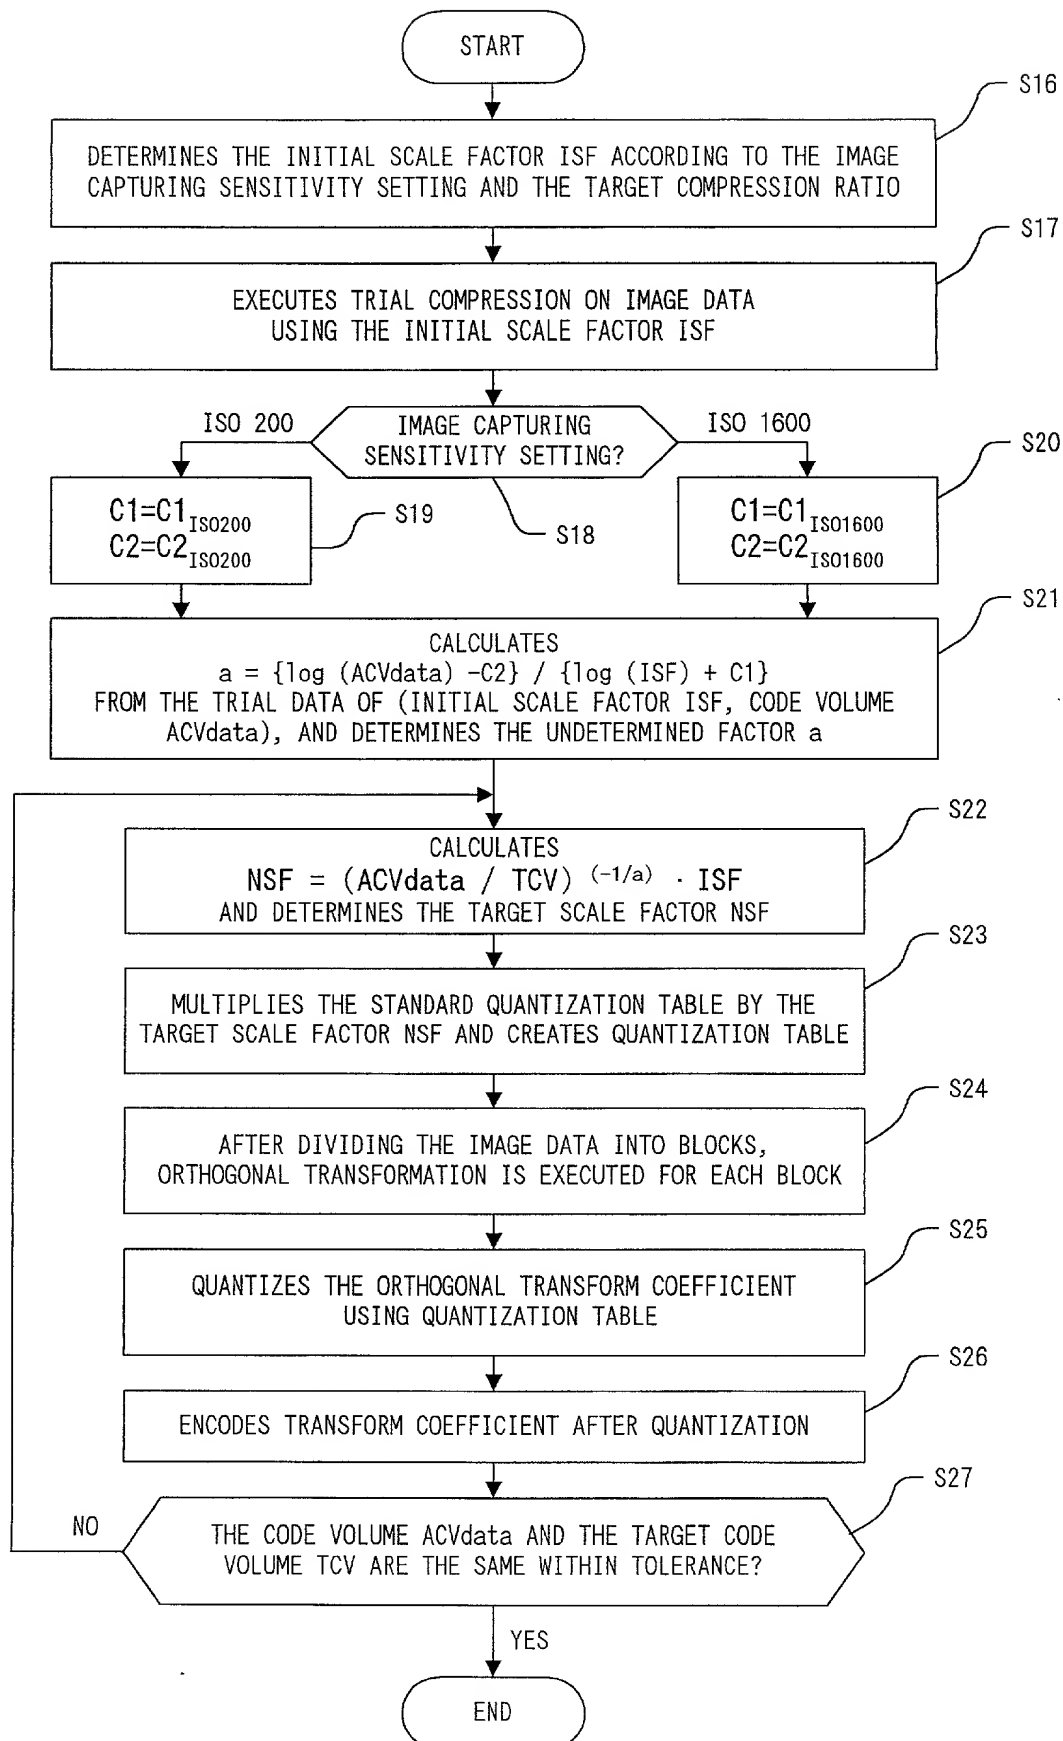 START
S16
DETERMINES THE INITIAL SCALE FACTOR ISF ACCORDING TO THE IMAGE
CAPTURING SENSITIVITY SETTING AND THE TARGET COMPRESSION RATIO
S17
EXECUTES TRIAL COMPRESSION ON IMAGE DATA
USING THE INITIAL SCALE FACTOR ISF
ISO 200
IMAGE CAPTURING
SENSITIVITY SETTING?
ISO 1600
S18
C1=C1ISO200
C2=C2ISO200
S19
C1=C1ISO1600
C2=C2ISO1600
S20
S21
CALCULATES
a = {log (ACVdata) -C2} / {log (ISF) + C1}
FROM THE TRIAL DATA OF (INITIAL SCALE FACTOR ISF, CODE VOLUME
ACVdata), AND DETERMINES THE UNDETERMINED FACTOR a
S22
CALCULATES
NSF = (ACVdata / TCV) (-1/a) · ISF
AND DETERMINES THE TARGET SCALE FACTOR NSF
S23
MULTIPLIES THE STANDARD QUANTIZATION TABLE BY THE
TARGET SCALE FACTOR NSF AND CREATES QUANTIZATION TABLE
S24
AFTER DIVIDING THE IMAGE DATA INTO BLOCKS,
ORTHOGONAL TRANSFORMATION IS EXECUTED FOR EACH BLOCK
S25
QUANTIZES THE ORTHOGONAL TRANSFORM COEFFICIENT
USING QUANTIZATION TABLE
S26
ENCODES TRANSFORM COEFFICIENT AFTER QUANTIZATION
S27
NO
THE CODE VOLUME ACVdata AND THE TARGET CODE
VOLUME TCV ARE THE SAME WITHIN TOLERANCE?
YES
END